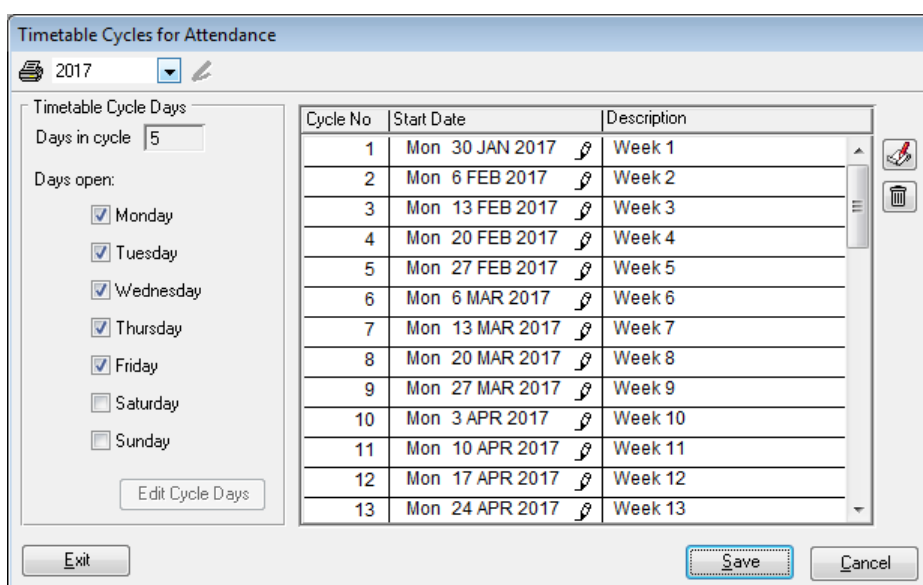 Timetable Cycles for Attendance
2017
Timetable Cycle Days
Days in cycle 5
Days open:
Monday
Tuesday
Wednesday
Thursday
Friday
Saturday
Sunday
Edit Cycle Days
Cycle No Start Date Description
1 Mon 30 JAN 2017 Week 1
2 Mon 6 FEB 2017 Week 2
3 Mon 13 FEB 2017 Week 3
4 Mon 20 FEB 2017 Week 4
5 Mon 27 FEB 2017 Week 5
6 Mon 6 MAR 2017 Week 6
7 Mon 13 MAR 2017 Week 7
8 Mon 20 MAR 2017 Week 8
9 Mon 27 MAR 2017 Week 9
10 Mon 3 APR 2017 Week 10
11 Mon 10 APR 2017 Week 11
12 Mon 17 APR 2017 Week 12
13 Mon 24 APR 2017 Week 13
Exit Save Cancel